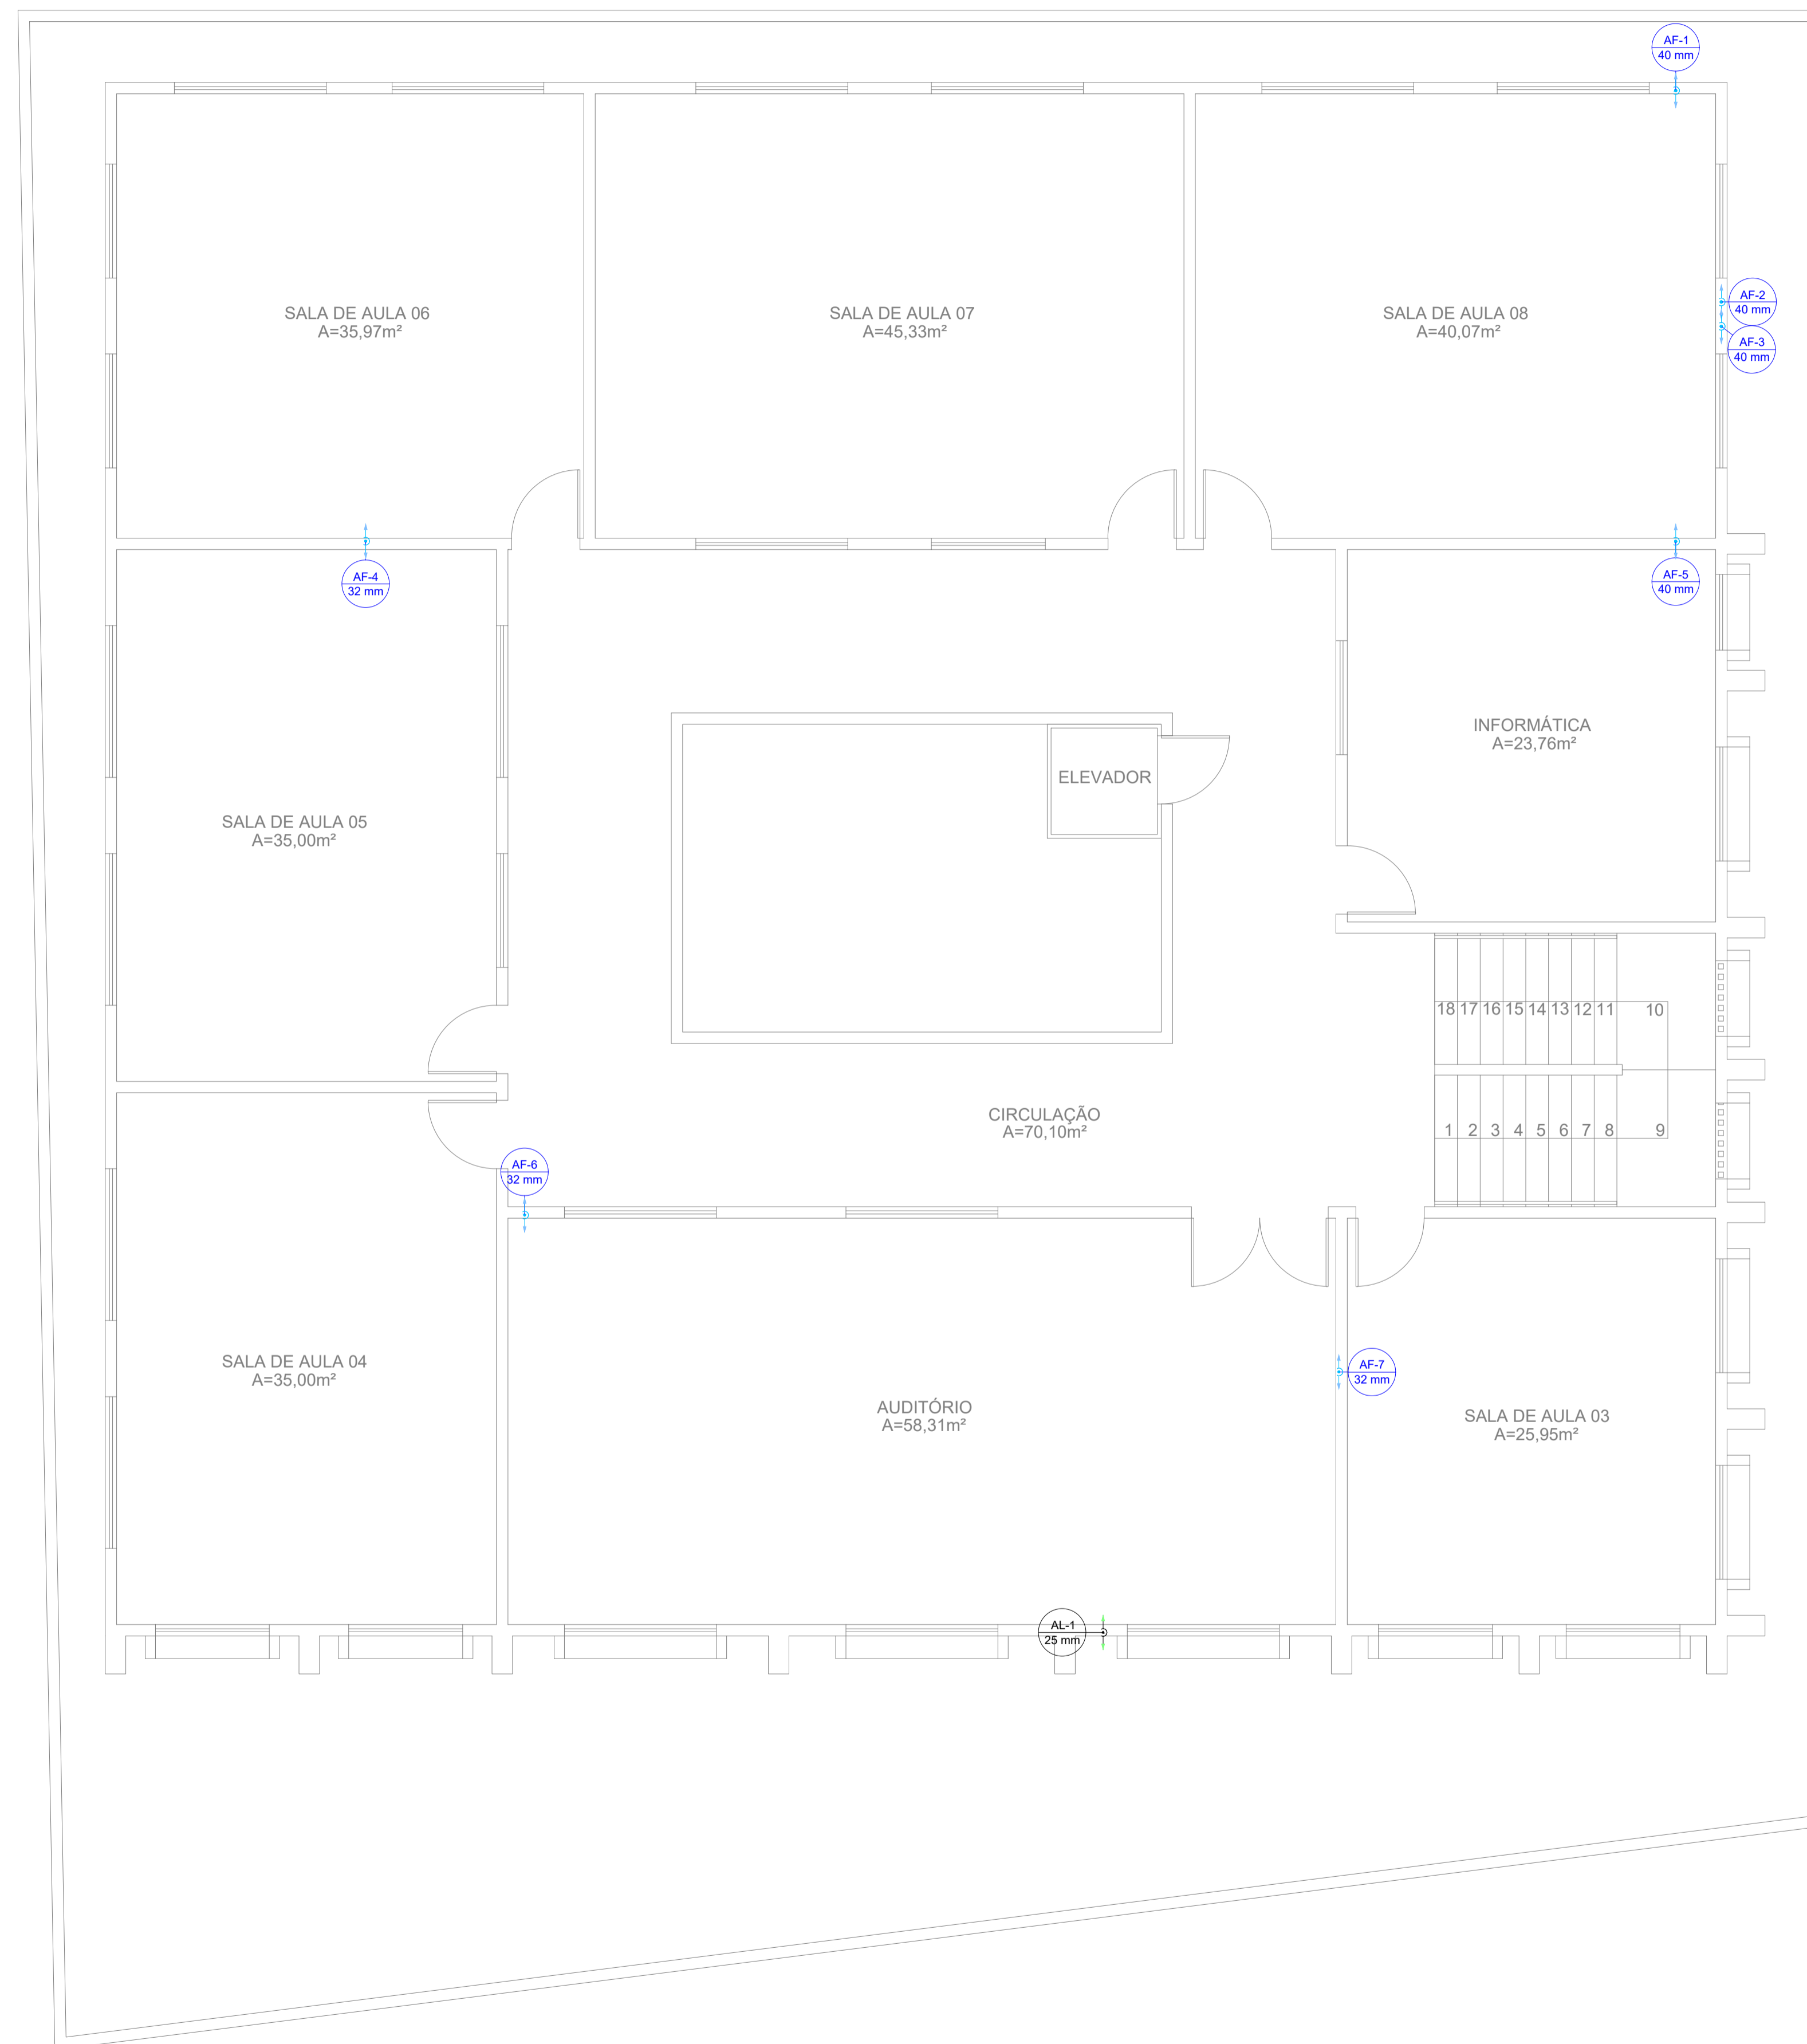 AF-1
40 mm
SALA DE AULA 06
A=35,97m²
SALA DE AULA 07
A=45,33m²
SALA DE AULA 08
A=40,07m²
AF-2
40 mm
AF-3
40 mm
AF-4
32 mm
AF-5
40 mm
INFORMÁTICA
A=23,76m²
ELEVADOR
SALA DE AULA 05
A=35,00m²
18 17 16 15 14 13 12 11 10
CIRCULAÇÃO
A=70,10m²
1 2 3 4 5 6 7 8 9
AF-6
32 mm
SALA DE AULA 04
A=35,00m²
AUDITÓRIO
A=58,31m²
AF-7
32 mm
SALA DE AULA 03
A=25,95m²
AL-1
25 mm